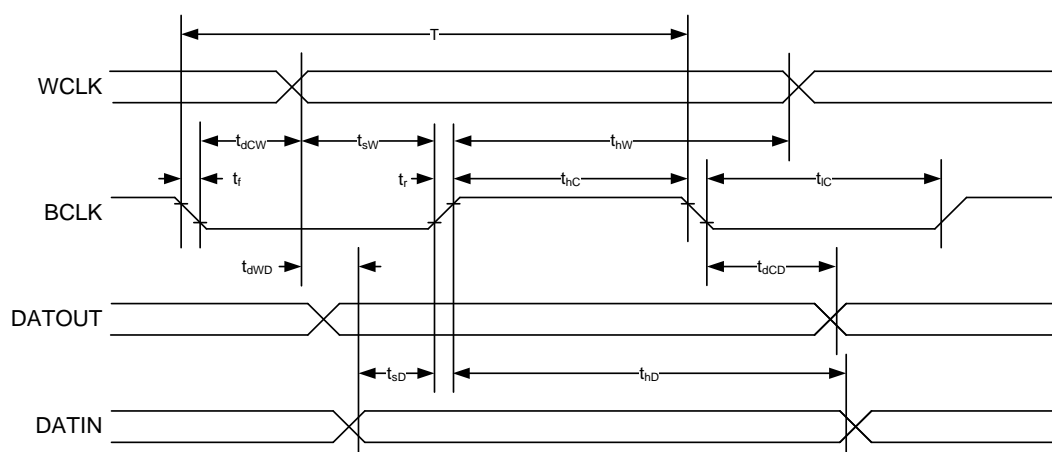 T
WCLK
tdCW
tsW
thW
tf
tr
thC
tlC
BCLK
tdWD
tdCD
DATOUT
tsD
thD
DATIN